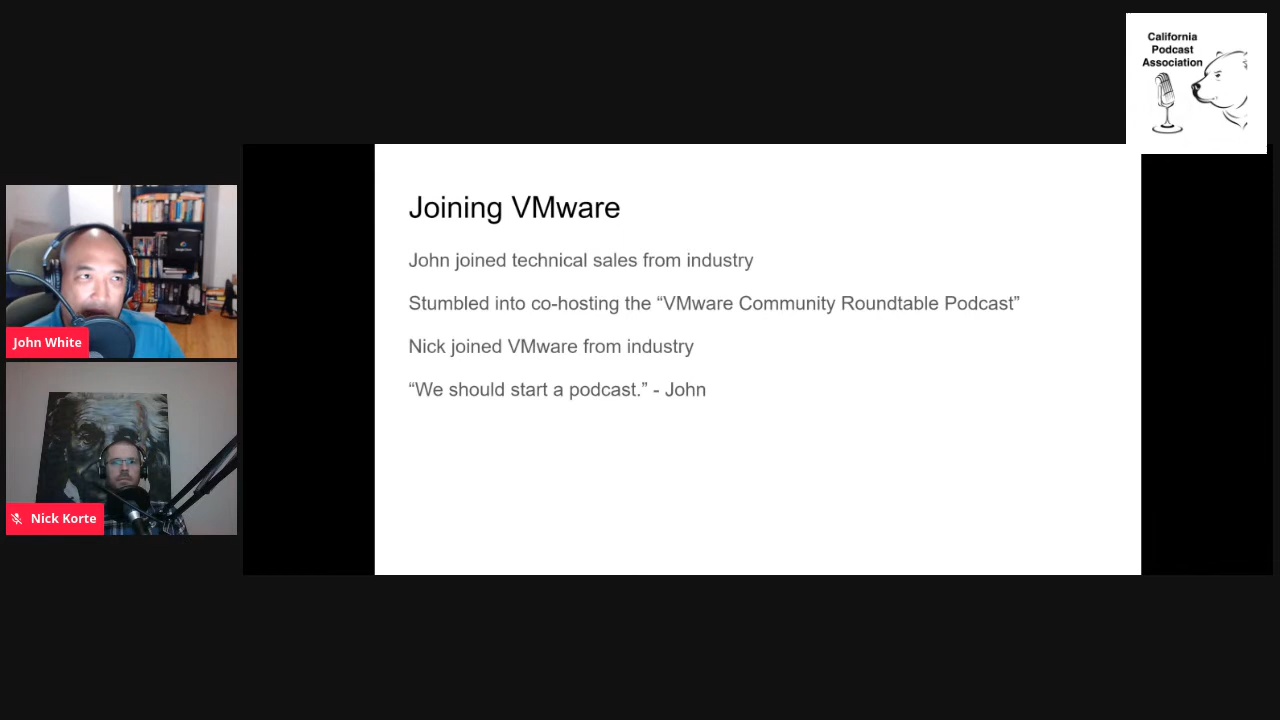 California
Podcast
Association
Joining VMware
John joined technical sales from industry
Stumbled into co-hosting the “VMware Community Roundtable Podcast”
Nick joined VMware from industry
“We should start a podcast.” - John
John White
Nick Korte